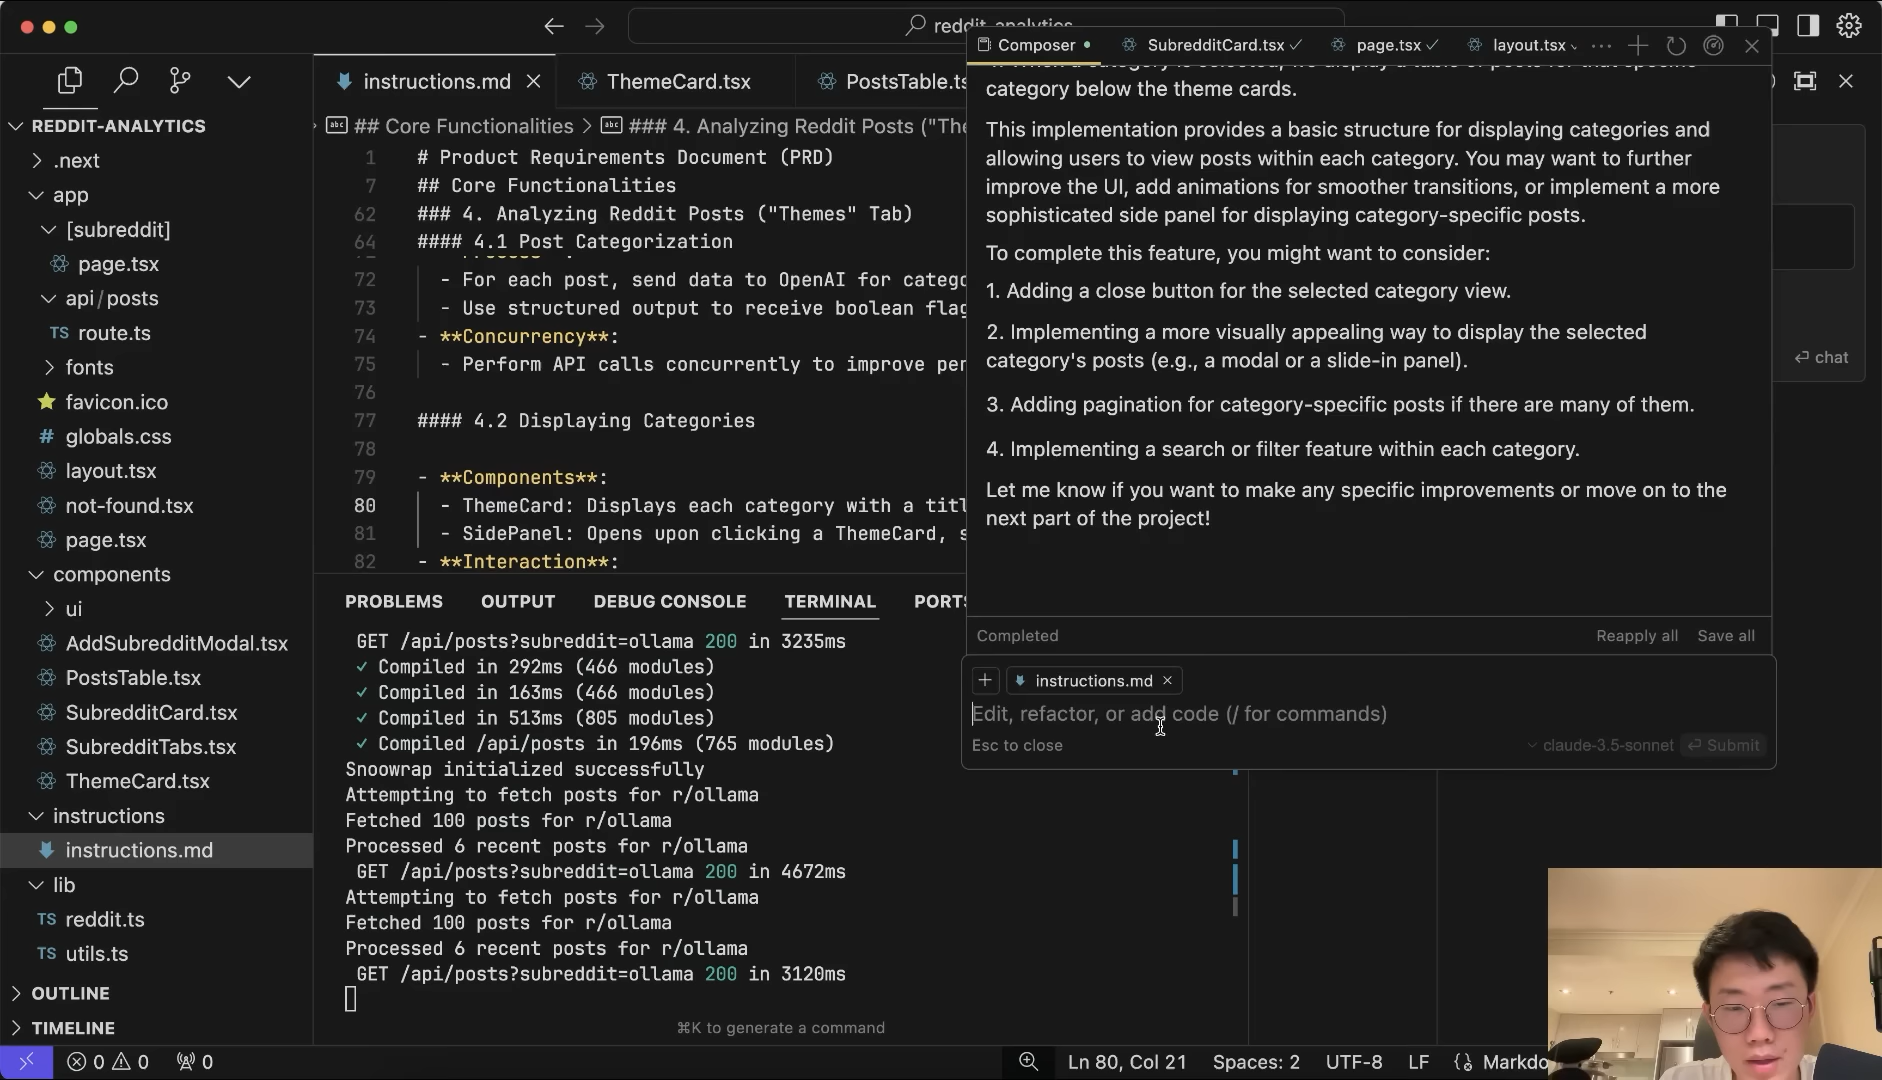 reddit_analytics
REDDIT-ANALYTICS
.next
app
[subreddit]
page.tsx
api/posts
TS route.ts
fonts
favicon.ico
# globals.css
layout.tsx
not-found.tsx
page.tsx
components
ui
AddSubredditModal.tsx
PostsTable.tsx
SubredditCard.tsx
SubredditTabs.tsx
ThemeCard.tsx
instructions
instructions.md
lib
TS reddit.ts
TS utils.ts
OUTLINE
TIMELINE
instructions.md
ThemeCard.tsx
PostsTable.ts
## Core Functionalities > ### 4. Analyzing Reddit Posts ("The
1 # Product Requirements Document (PRD)
7 ## Core Functionalities
62 ### 4. Analyzing Reddit Posts ("Themes" Tab)
64 #### 4.1 Post Categorization
72 - For each post, send data to OpenAI for catego
73 - Use structured output to receive boolean flag
74 - **Concurrency**:
75 - Perform API calls concurrently to improve per
76
77 #### 4.2 Displaying Categories
78
79 - **Components**:
80 - ThemeCard: Displays each category with a titl
81 - SidePanel: Opens upon clicking a ThemeCard, s
82 - **Interaction**:
PROBLEMS OUTPUT DEBUG CONSOLE TERMINAL PORTS
GET /api/posts?subreddit=ollama 200 in 3235ms
✓ Compiled in 292ms (466 modules)
✓ Compiled in 163ms (466 modules)
✓ Compiled in 513ms (805 modules)
✓ Compiled /api/posts in 196ms (765 modules)
Snoowrap initialized successfully
Attempting to fetch posts for r/ollama
Fetched 100 posts for r/ollama
Processed 6 recent posts for r/ollama
GET /api/posts?subreddit=ollama 200 in 4672ms
Attempting to fetch posts for r/ollama
Fetched 100 posts for r/ollama
Processed 6 recent posts for r/ollama
GET /api/posts?subreddit=ollama 200 in 3120ms
⌘K to generate a command
Composer
SubredditCard.tsx ✓
page.tsx ✓
layout.tsx
category below the theme cards.
This implementation provides a basic structure for displaying categories and
allowing users to view posts within each category. You may want to further
improve the UI, add animations for smoother transitions, or implement a more
sophisticated side panel for displaying category-specific posts.
To complete this feature, you might want to consider:
1. Adding a close button for the selected category view.
2. Implementing a more visually appealing way to display the selected
category's posts (e.g., a modal or a slide-in panel).
3. Adding pagination for category-specific posts if there are many of them.
4. Implementing a search or filter feature within each category.
Let me know if you want to make any specific improvements or move on to the
next part of the project!
Completed
Reapply all Save all
+ instructions.md ×
Edit, refactor, or add code (/ for commands)
Esc to close
claude-3.5-sonnet
Submit
chat
0 0 0
Ln 80, Col 21 Spaces: 2 UTF-8 LF Markdo